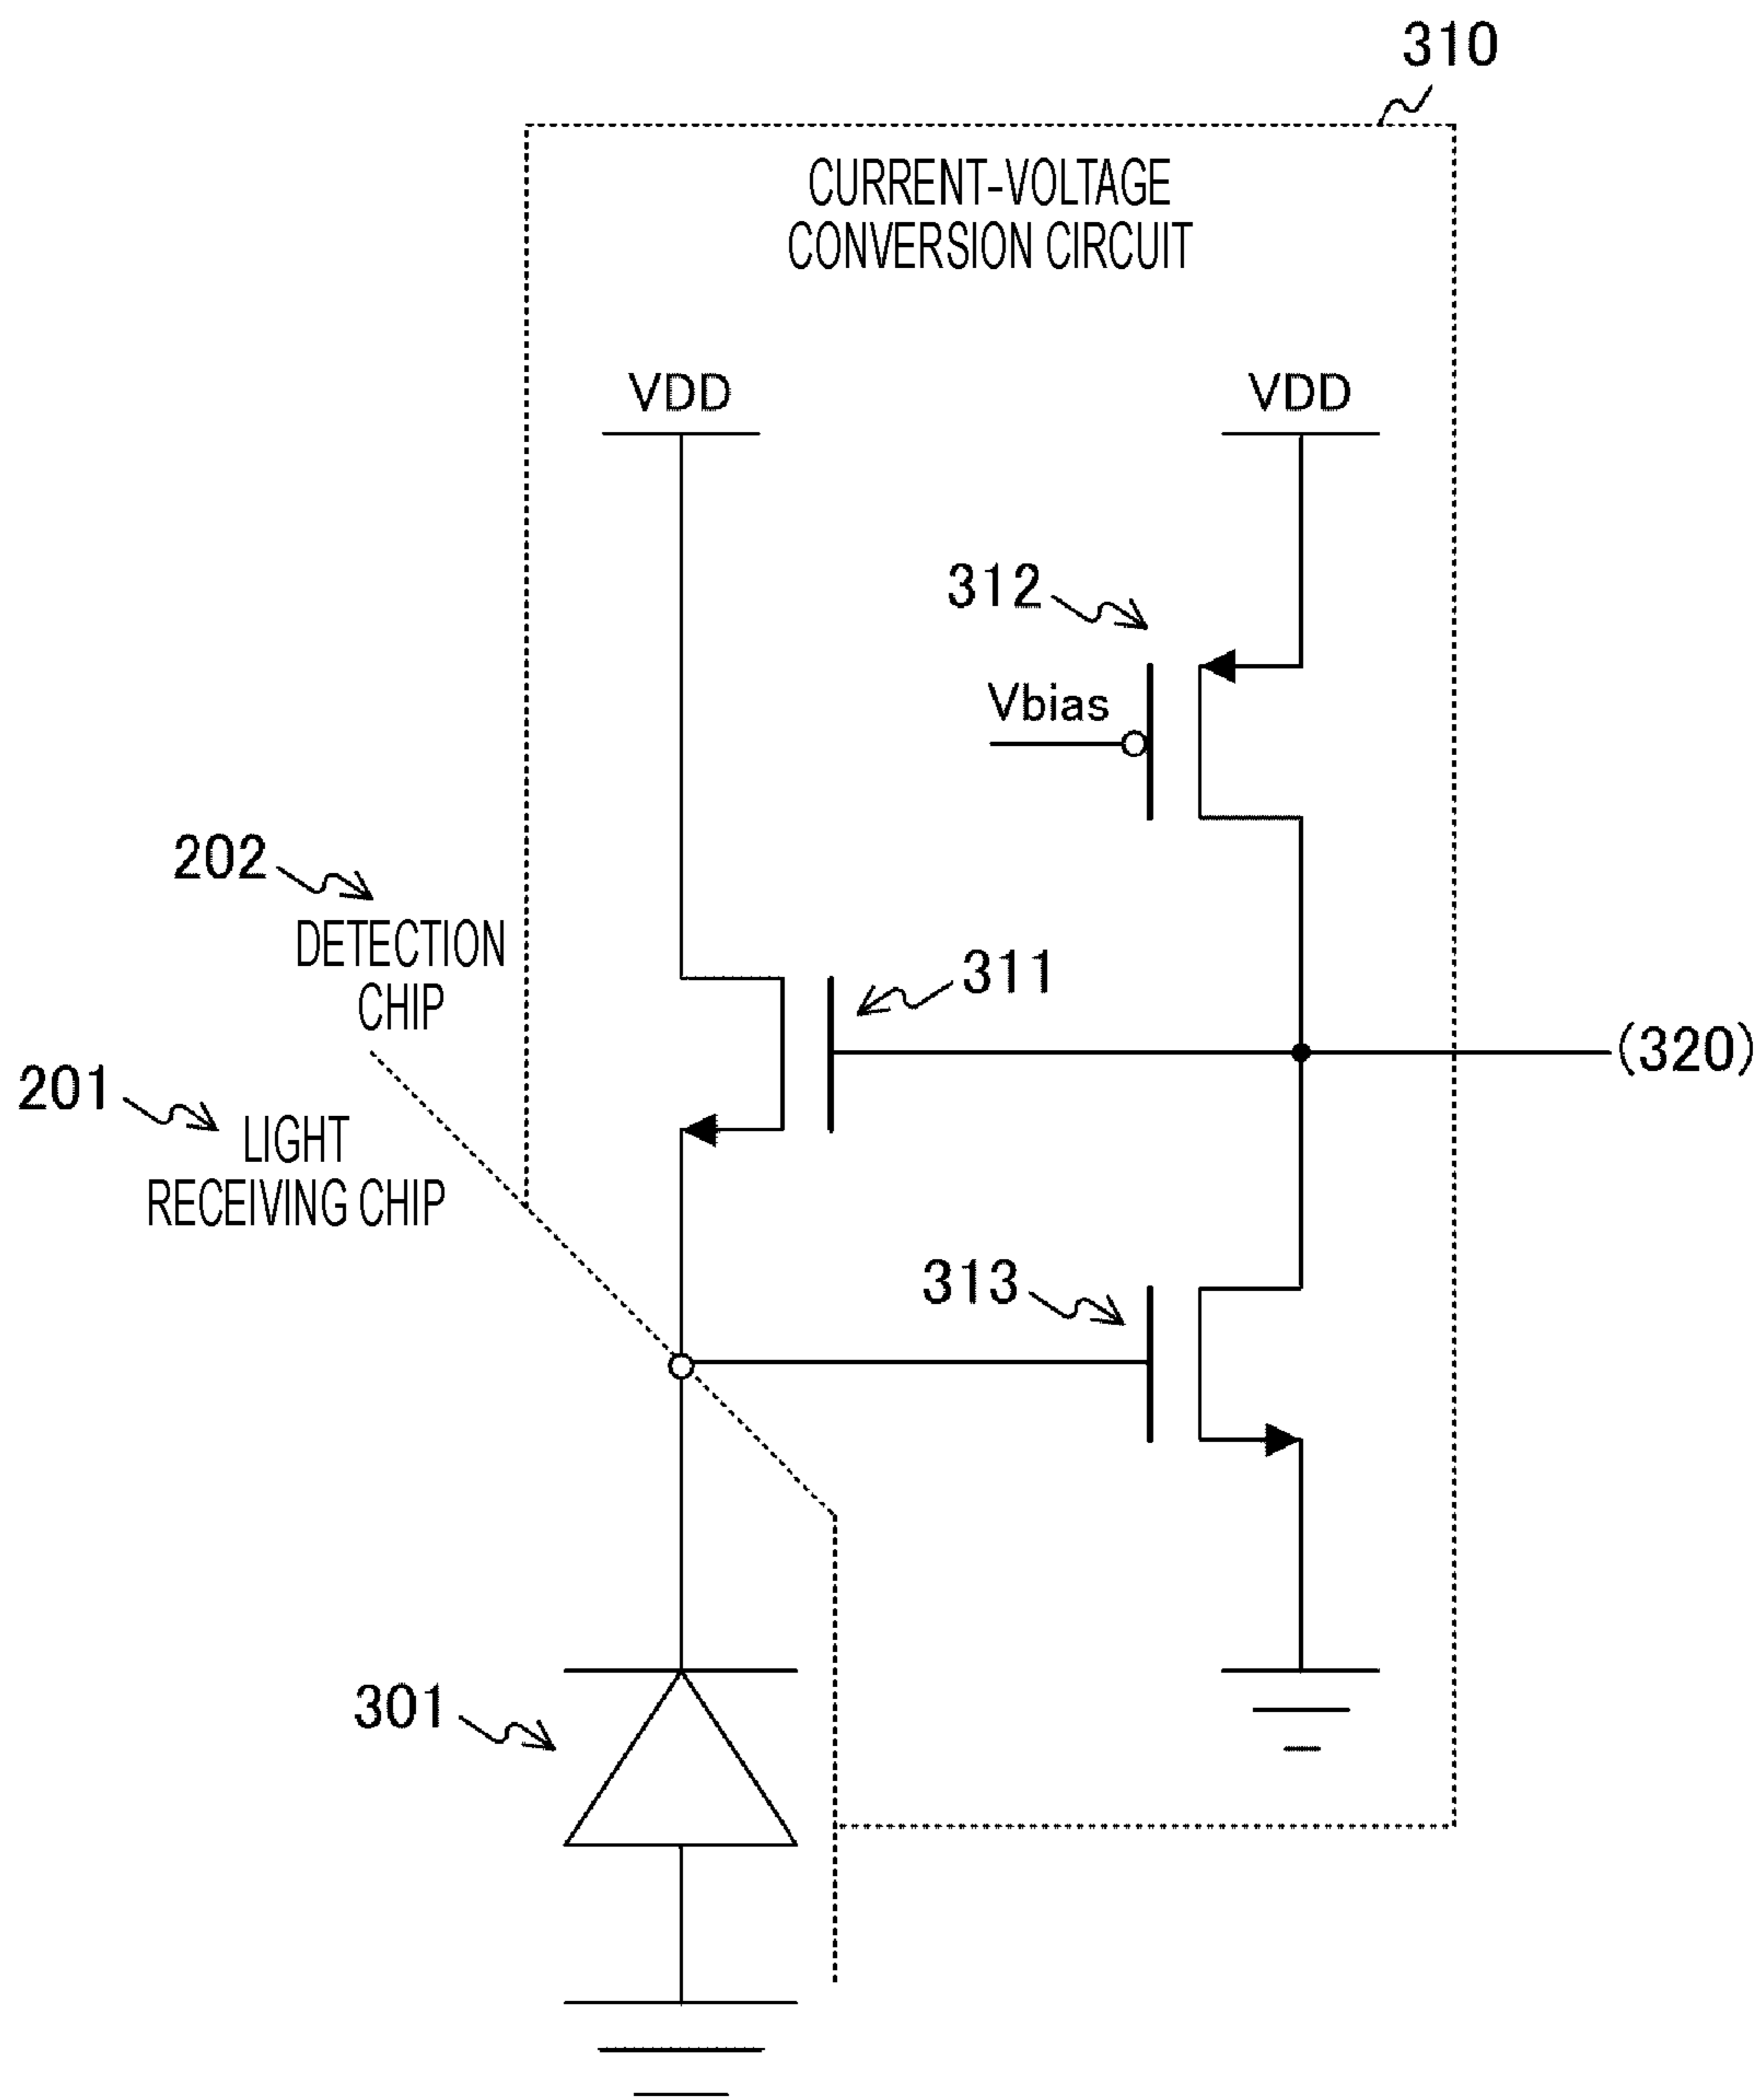 310
CURRENT-VOLTAGE
CONVERSION CIRCUIT
VDD
VDD
312
Vbias
202
DETECTION
CHIP
311
(320)
201
LIGHT
RECEIVING CHIP
313
301